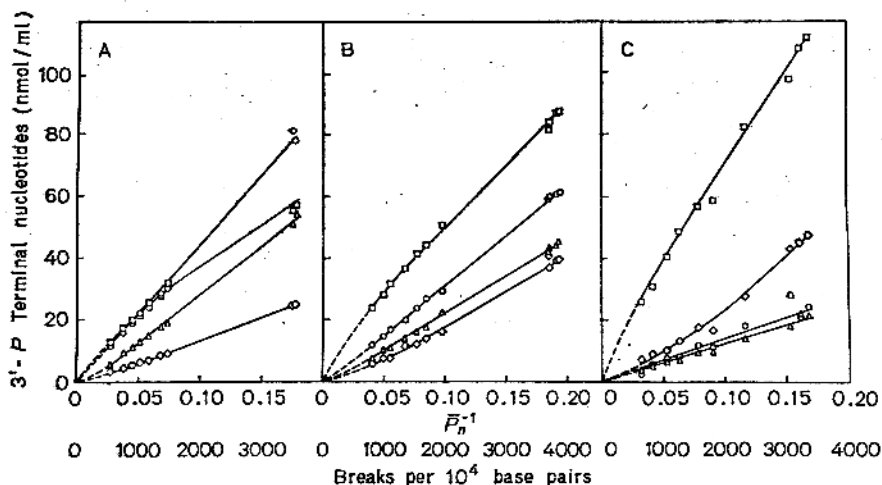 A
B
C
3'-P Terminal nucleotides (nmol/ml)
100
80
60
40
20
0
0 0.05 0.10 0.15
0 0.05 0.10 0.15 0.20
0.05 0.10 0.15 0.20
P̄n⁻¹
0 1000 2000 3000
0 1000 2000 3000 4000
0 1000 2000 3000 4000
Breaks per 10⁴ base pairs